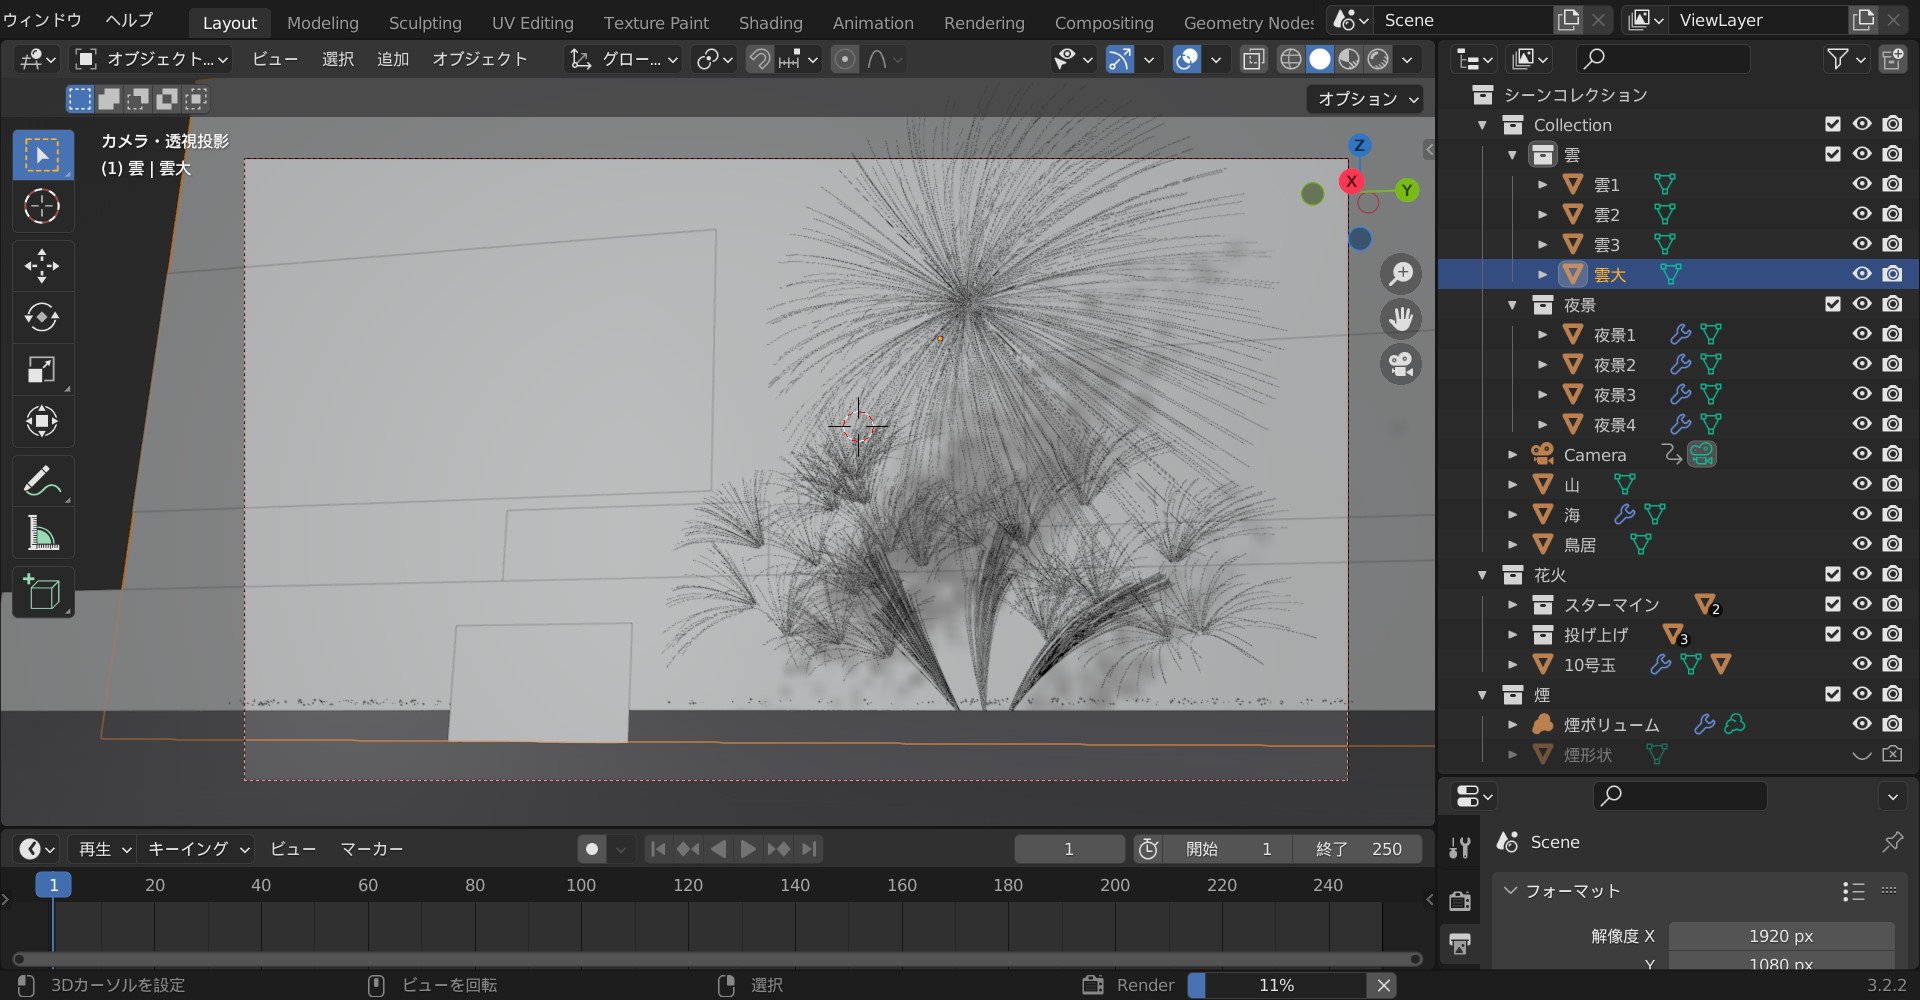 ウィンドウ ヘルプ Layout Modeling Sculpting UV Editing Texture Paint Shading Animation Rendering Compositing Geometry Nodes Scene ViewLayer
オブジェクト... ビュー 選択 追加 オブジェクト グロー...
オプション
カメラ・透視投影
(1) 雲 | 雲大
Z
X
Y
シーンコレクション
Collection
雲
雲1
雲2
雲3
雲大
夜景
夜景1
夜景2
夜景3
夜景4
Camera
山
海
鳥居
花火
スターマイン 2
投げ上げ 3
10号玉
煙
煙ボリューム
煙形状
Scene
フォーマット
解像度 X 1920 px
Y 1080 px
再生 キーイング ビュー マーカー 1 開始 1 終了 250
1 20 40 60 80 100 120 140 160 180 200 220 240
3Dカーソルを設定 ビューを回転 選択 Render 11% 3.2.2